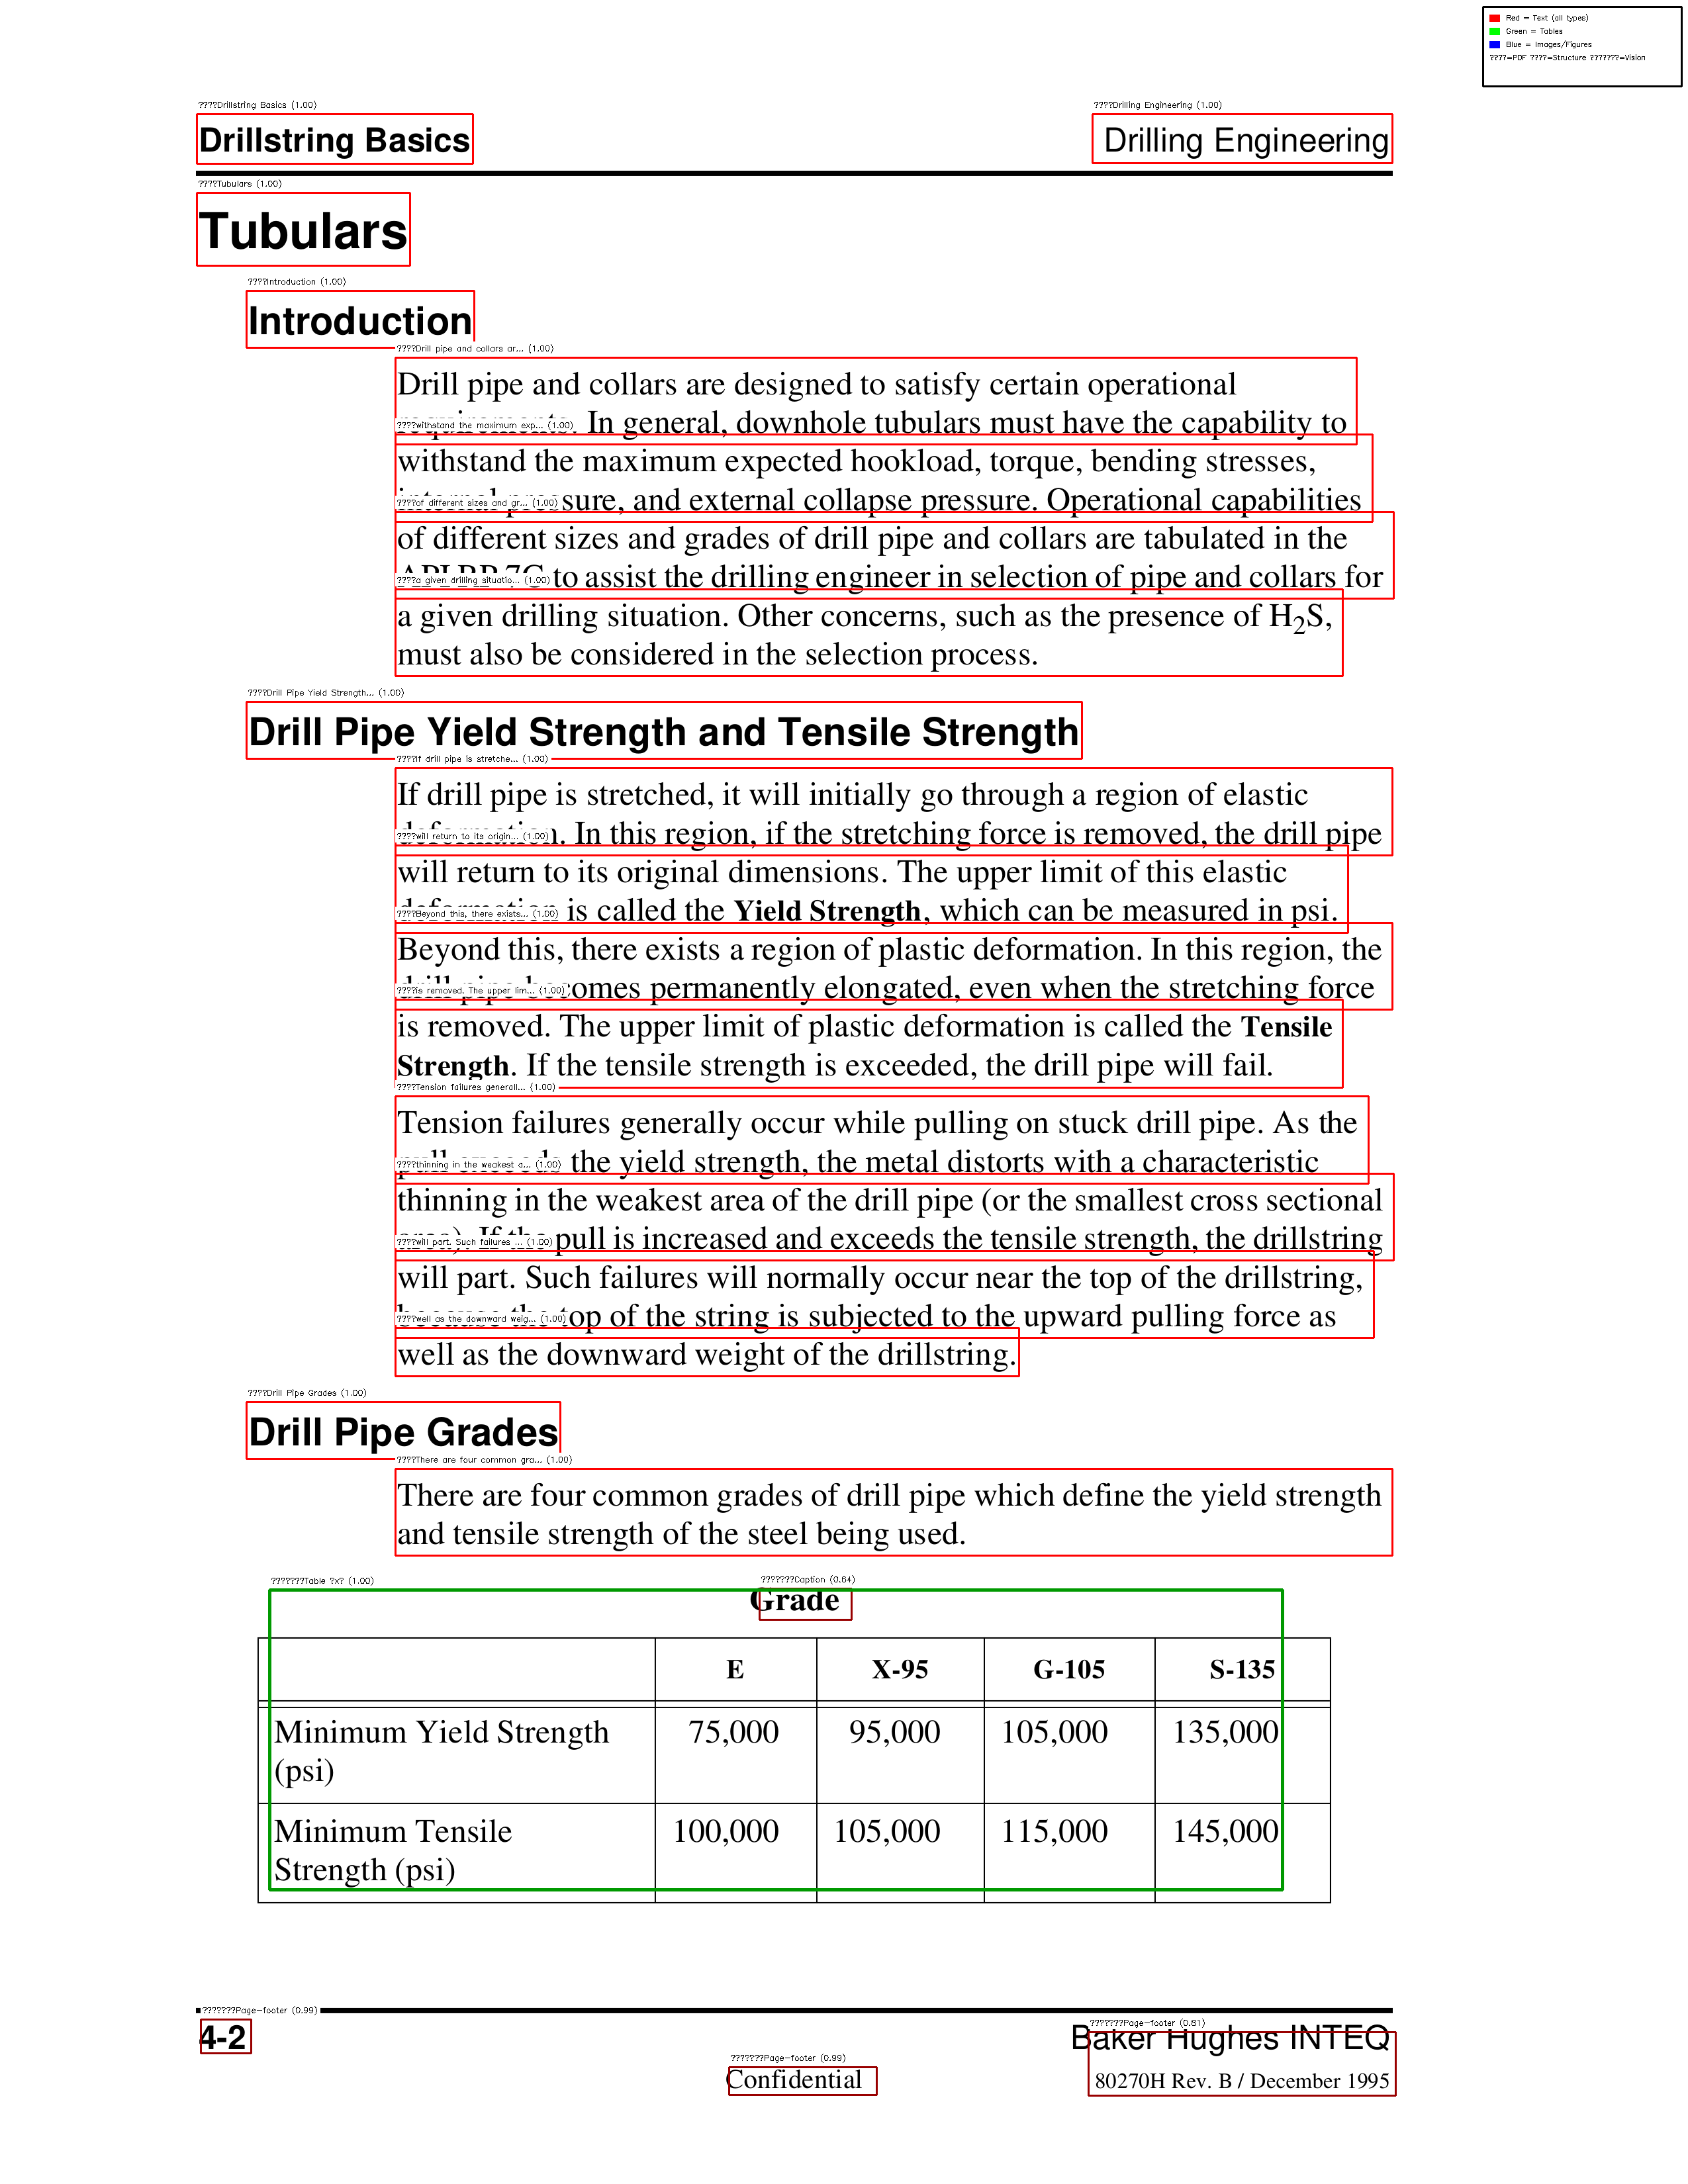 Red = Text (all types)
Green = Tables
Blue = Images/Figures
????=PDF ????=Structure ???????=Vision
????Drillstring Basics (1.00)
????Drilling Engineering (1.00)
Drillstring Basics
Drilling Engineering
????Tubulars (1.00)
Tubulars
????Introduction (1.00)
Introduction
????Drill pipe and collars ar... (1.00)
Drill pipe and collars are designed to satisfy certain operational
In general, downhole tubulars must have the capability to
????withstand the maximum exp... (1.00)
withstand the maximum expected hookload, torque, bending stresses,
sure, and external collapse pressure. Operational capabilities
????of different sizes and gr... (1.00)
of different sizes and grades of drill pipe and collars are tabulated in the
to assist the drilling engineer in selection of pipe and collars for
????a given drilling situatio... (1.00)
a given drilling situation. Other concerns, such as the presence of H2S,
must also be considered in the selection process.
????Drill Pipe Yield Strength... (1.00)
Drill Pipe Yield Strength and Tensile Strength
????If drill pipe is stretche... (1.00)
If drill pipe is stretched, it will initially go through a region of elastic
In this region, if the stretching force is removed, the drill pipe
????will return to its origin... (1.00)
will return to its original dimensions. The upper limit of this elastic
is called the Yield Strength, which can be measured in psi.
????Beyond this, there exists... (1.00)
Beyond this, there exists a region of plastic deformation. In this region, the
comes permanently elongated, even when the stretching force
????is removed. The upper lim... (1.00)
is removed. The upper limit of plastic deformation is called the Tensile
Strength. If the tensile strength is exceeded, the drill pipe will fail.
????Tension failures generall... (1.00)
Tension failures generally occur while pulling on stuck drill pipe. As the
the yield strength, the metal distorts with a characteristic
????thinning in the weakest a... (1.00)
thinning in the weakest area of the drill pipe (or the smallest cross sectional
pull is increased and exceeds the tensile strength, the drillstring
????will part. Such failures ... (1.00)
will part. Such failures will normally occur near the top of the drillstring,
top of the string is subjected to the upward pulling force as
????well as the downward weig... (1.00)
well as the downward weight of the drillstring.
????Drill Pipe Grades (1.00)
Drill Pipe Grades
????There are four common gra... (1.00)
There are four common grades of drill pipe which define the yield strength
and tensile strength of the steel being used.
???????Table ?x? (1.00)
???????Caption (0.64)
Grade
E X-95 G-105 S-135
Minimum Yield Strength 75,000 95,000 105,000 135,000
(psi)
Minimum Tensile 100,000 105,000 115,000 145,000
Strength (psi)
???????Page-footer (0.99)
???????Page-footer (0.81)
4-2
Baker Hughes INTEQ
???????Page-footer (0.99)
Confidential
80270H Rev. B / December 1995